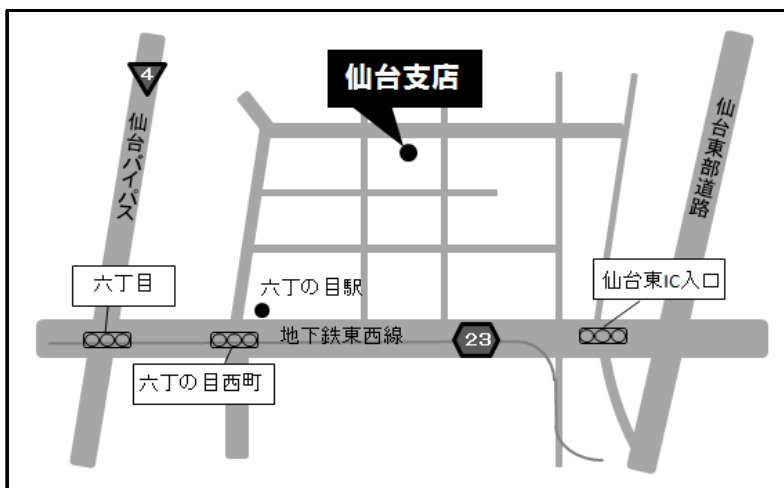 仙台支店
4
仙台バイパス
仙台東部道路
六丁目
六丁の目駅
仙台東IC入口
地下鉄東西線
23
六丁の目西町